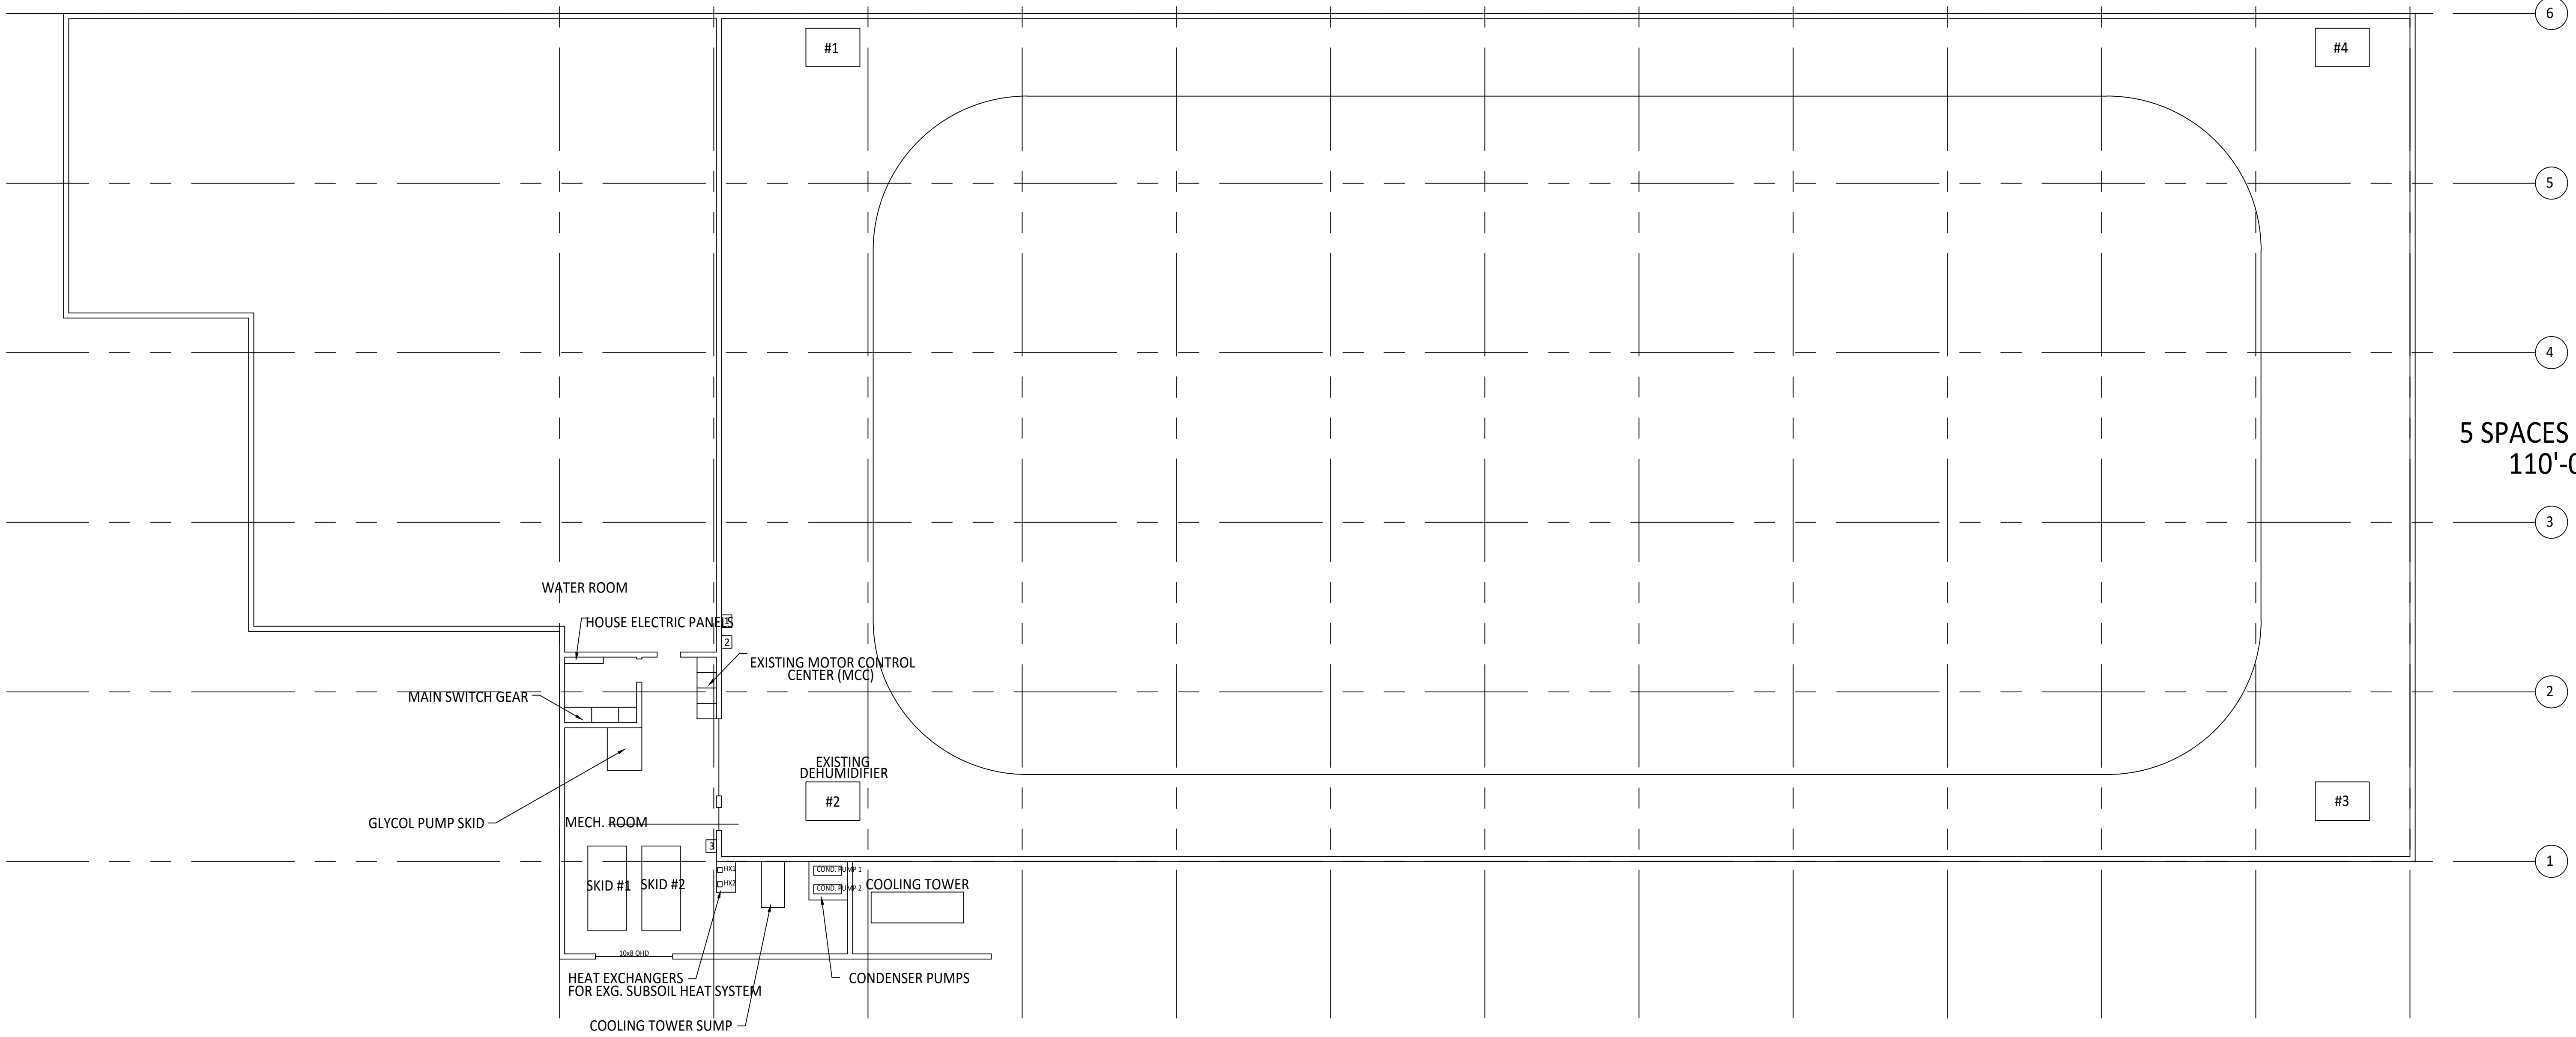 6
#1
#4
5
4
5 SPACES
110'-0
3
WATER ROOM
HOUSE ELECTRIC PANELS
1
2
EXISTING MOTOR CONTROL
CENTER (MCC)
MAIN SWITCH GEAR
2
EXISTING
DEHUMIDIFIER
#2
#3
GLYCOL PUMP SKID
MECH. ROOM
3
1
HX1
COND. PUMP 1
HX2
COND. PUMP 2
COOLING TOWER
SKID #1
SKID #2
10x8 OHD
HEAT EXCHANGERS
FOR EXG. SUBSOIL HEAT SYSTEM
CONDENSER PUMPS
COOLING TOWER SUMP